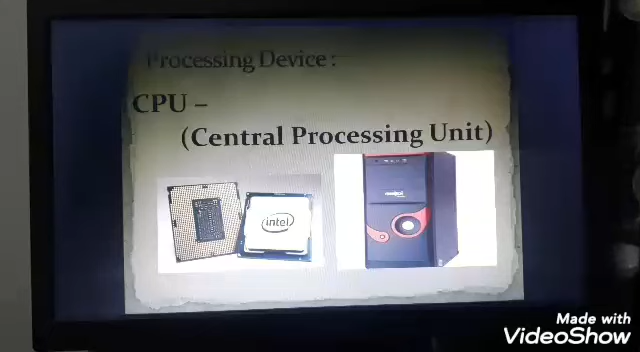 Processing Device :-
CPU –
(Central Processing Unit)
intel
Made with
VideoShow